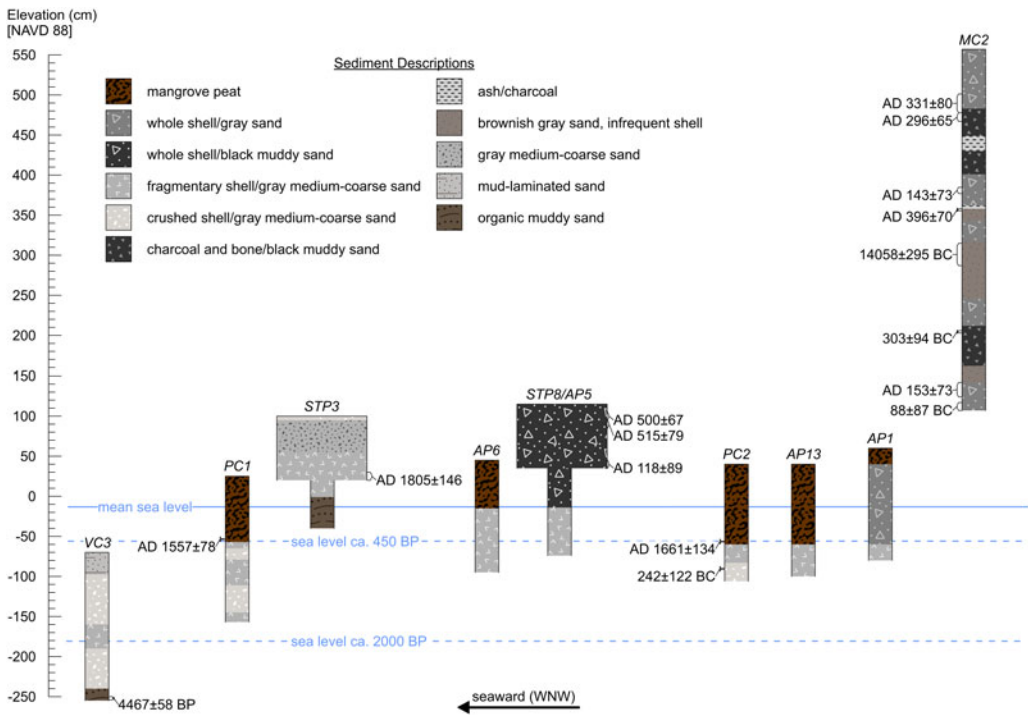 Elevation (cm)
[NAVD 88]
550
500
450
400
350
300
250
200
150
100
50
0
-50
-100
-150
-200
-250
Sediment Descriptions
mangrove peat
whole shell/gray sand
whole shell/black muddy sand
fragmentary shell/gray medium-coarse sand
crushed shell/gray medium-coarse sand
charcoal and bone/black muddy sand
ash/charcoal
brownish gray sand, infrequent shell
gray medium-coarse sand
mud-laminated sand
organic muddy sand
MC2
AD 331±80
AD 296±65
AD 143±73
AD 396±70
14058±295 BC
303±94 BC
AD 153±73
88±87 BC
STP3
AD 1805±146
STP8/AP5
AD 500±67
AD 515±79
AD 118±89
PC1
AD 1557±78
AP6
PC2
AD 1661±134
242±122 BC
AP13
AP1
VC3
4467±58 BP
mean sea level
sea level ca. 450 BP
sea level ca. 2000 BP
seaward (WNW)